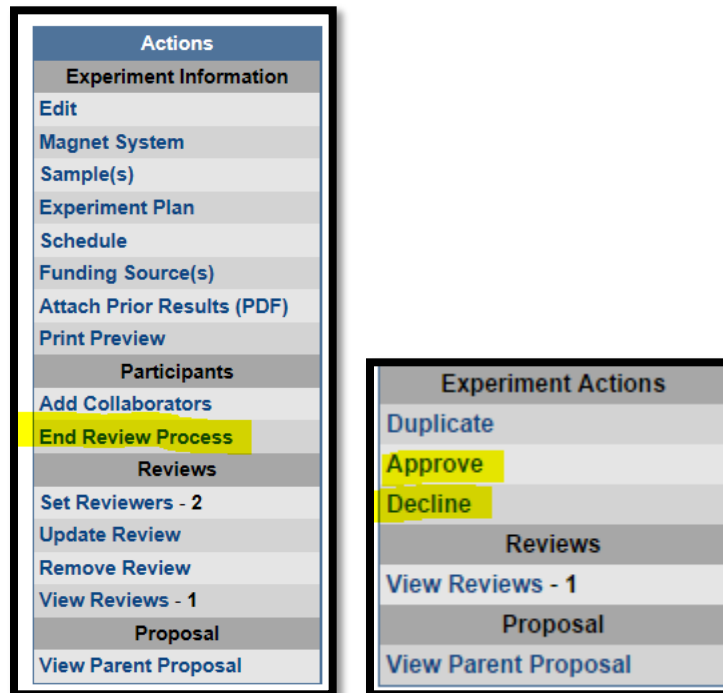 Actions
Experiment Information
Edit
Magnet System
Sample(s)
Experiment Plan
Schedule
Funding Source(s)
Attach Prior Results (PDF)
Print Preview
Participants
Add Collaborators
End Review Process
Reviews
Set Reviewers - 2
Update Review
Remove Review
View Reviews - 1
Proposal
View Parent Proposal
Experiment Actions
Duplicate
Approve
Decline
Reviews
View Reviews - 1
Proposal
View Parent Proposal